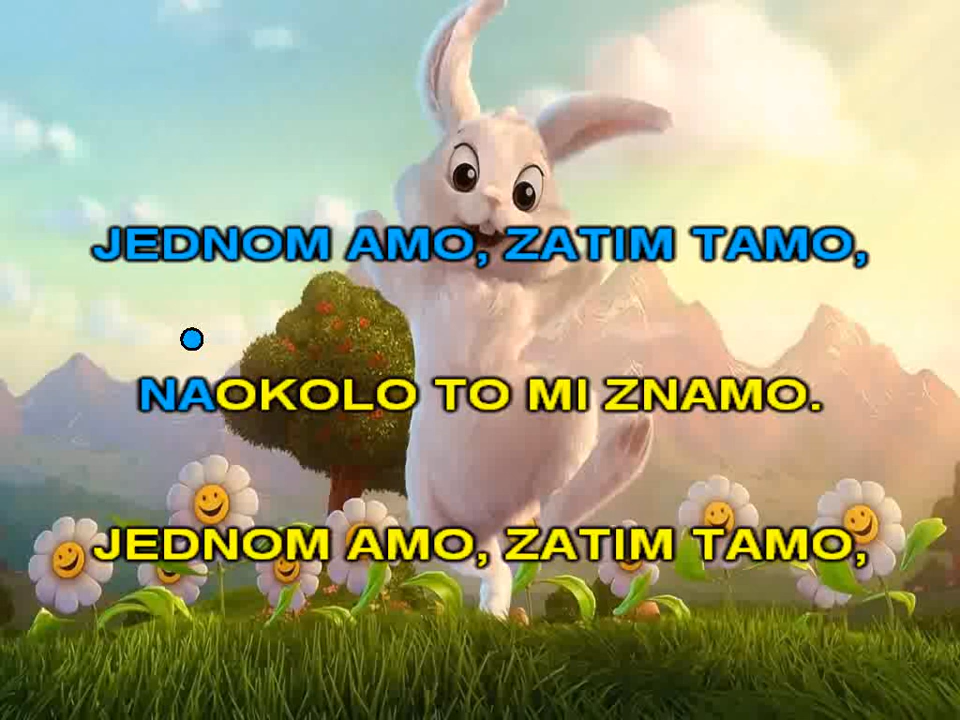 JEDNOM AMO, ZATIM TAMO,
NAOKOLO TO MI ZNAMO.
JEDNOM AMO, ZATIM TAMO,